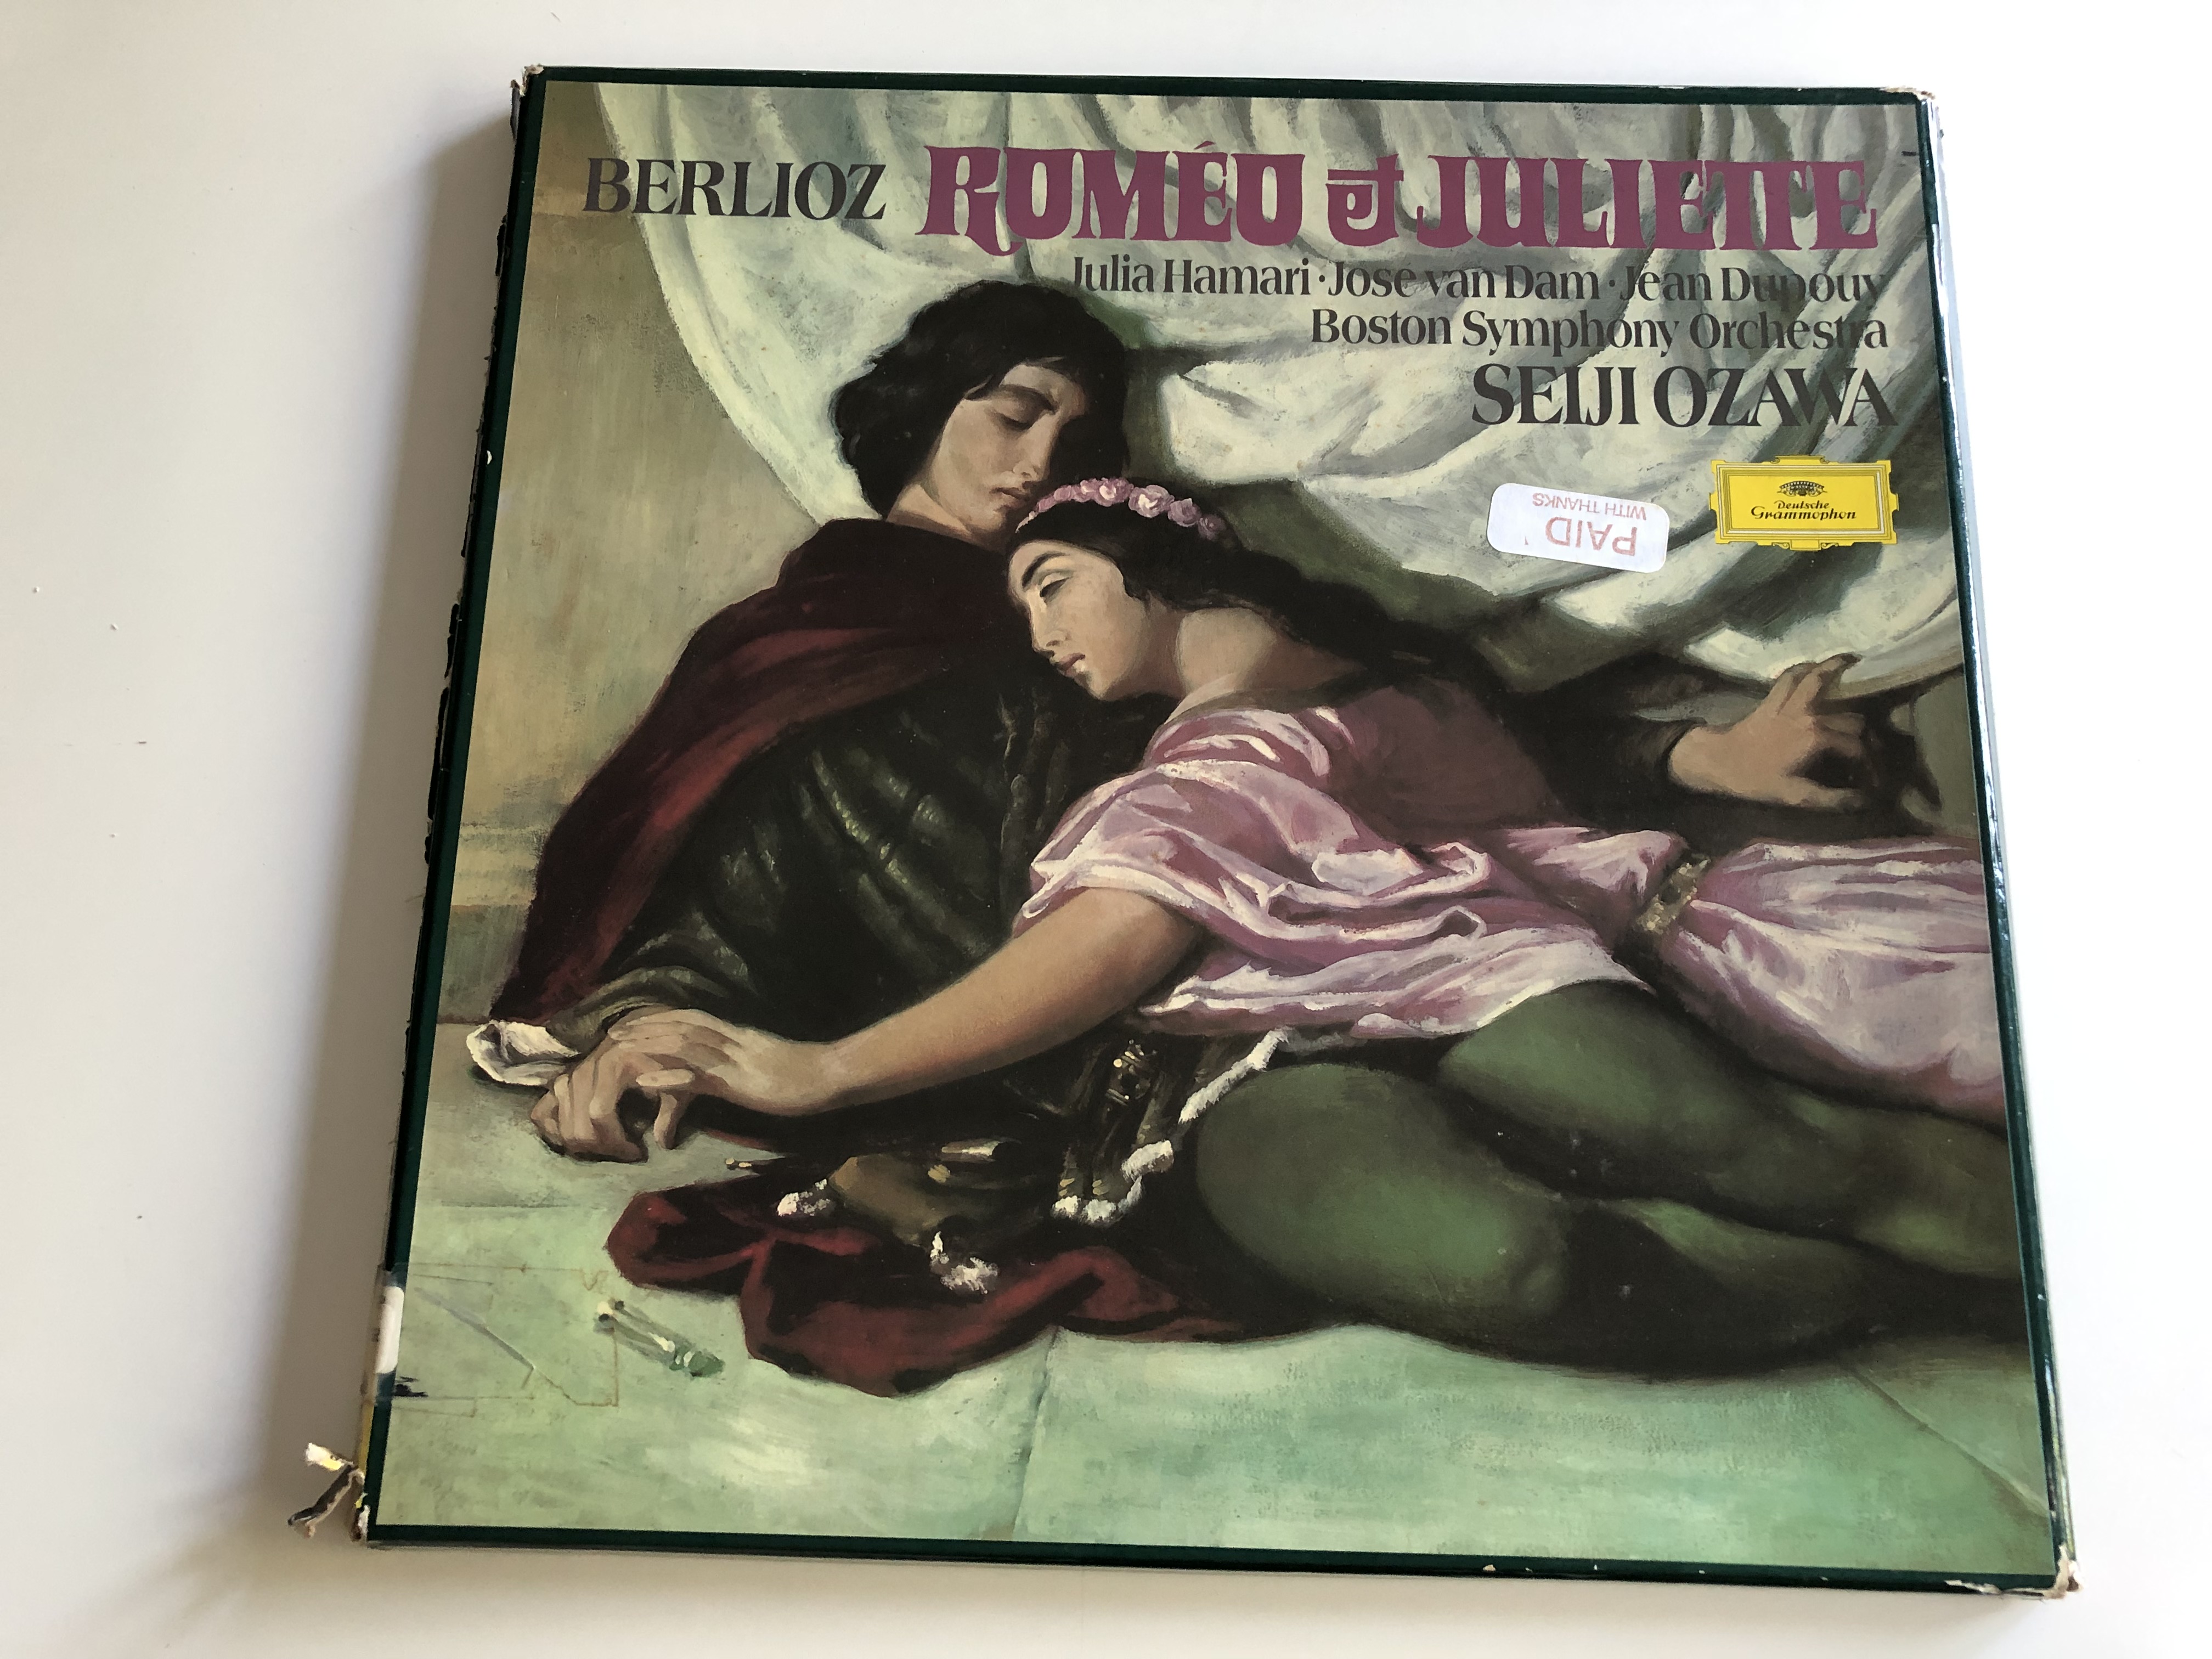 BERLIOZ ROMÉO et JULIETTE
Julia Hamari · José van Dam · Jean Dupouy
Boston Symphony Orchestra
SEIJI OZAWA
Deutsche
Grammophon
PAID
WITH THANKS